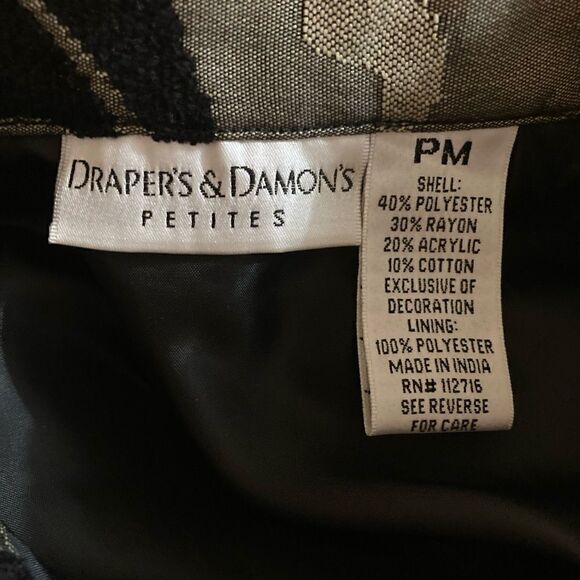 DRAPER'S & DAMON'S
PETITES
PM
SHELL:
40% POLYESTER
30% RAYON
20% ACRYLIC
10% COTTON
EXCLUSIVE OF
DECORATION
LINING:
100% POLYESTER
MADE IN INDIA
RN# 112716
SEE REVERSE
FOR CARE